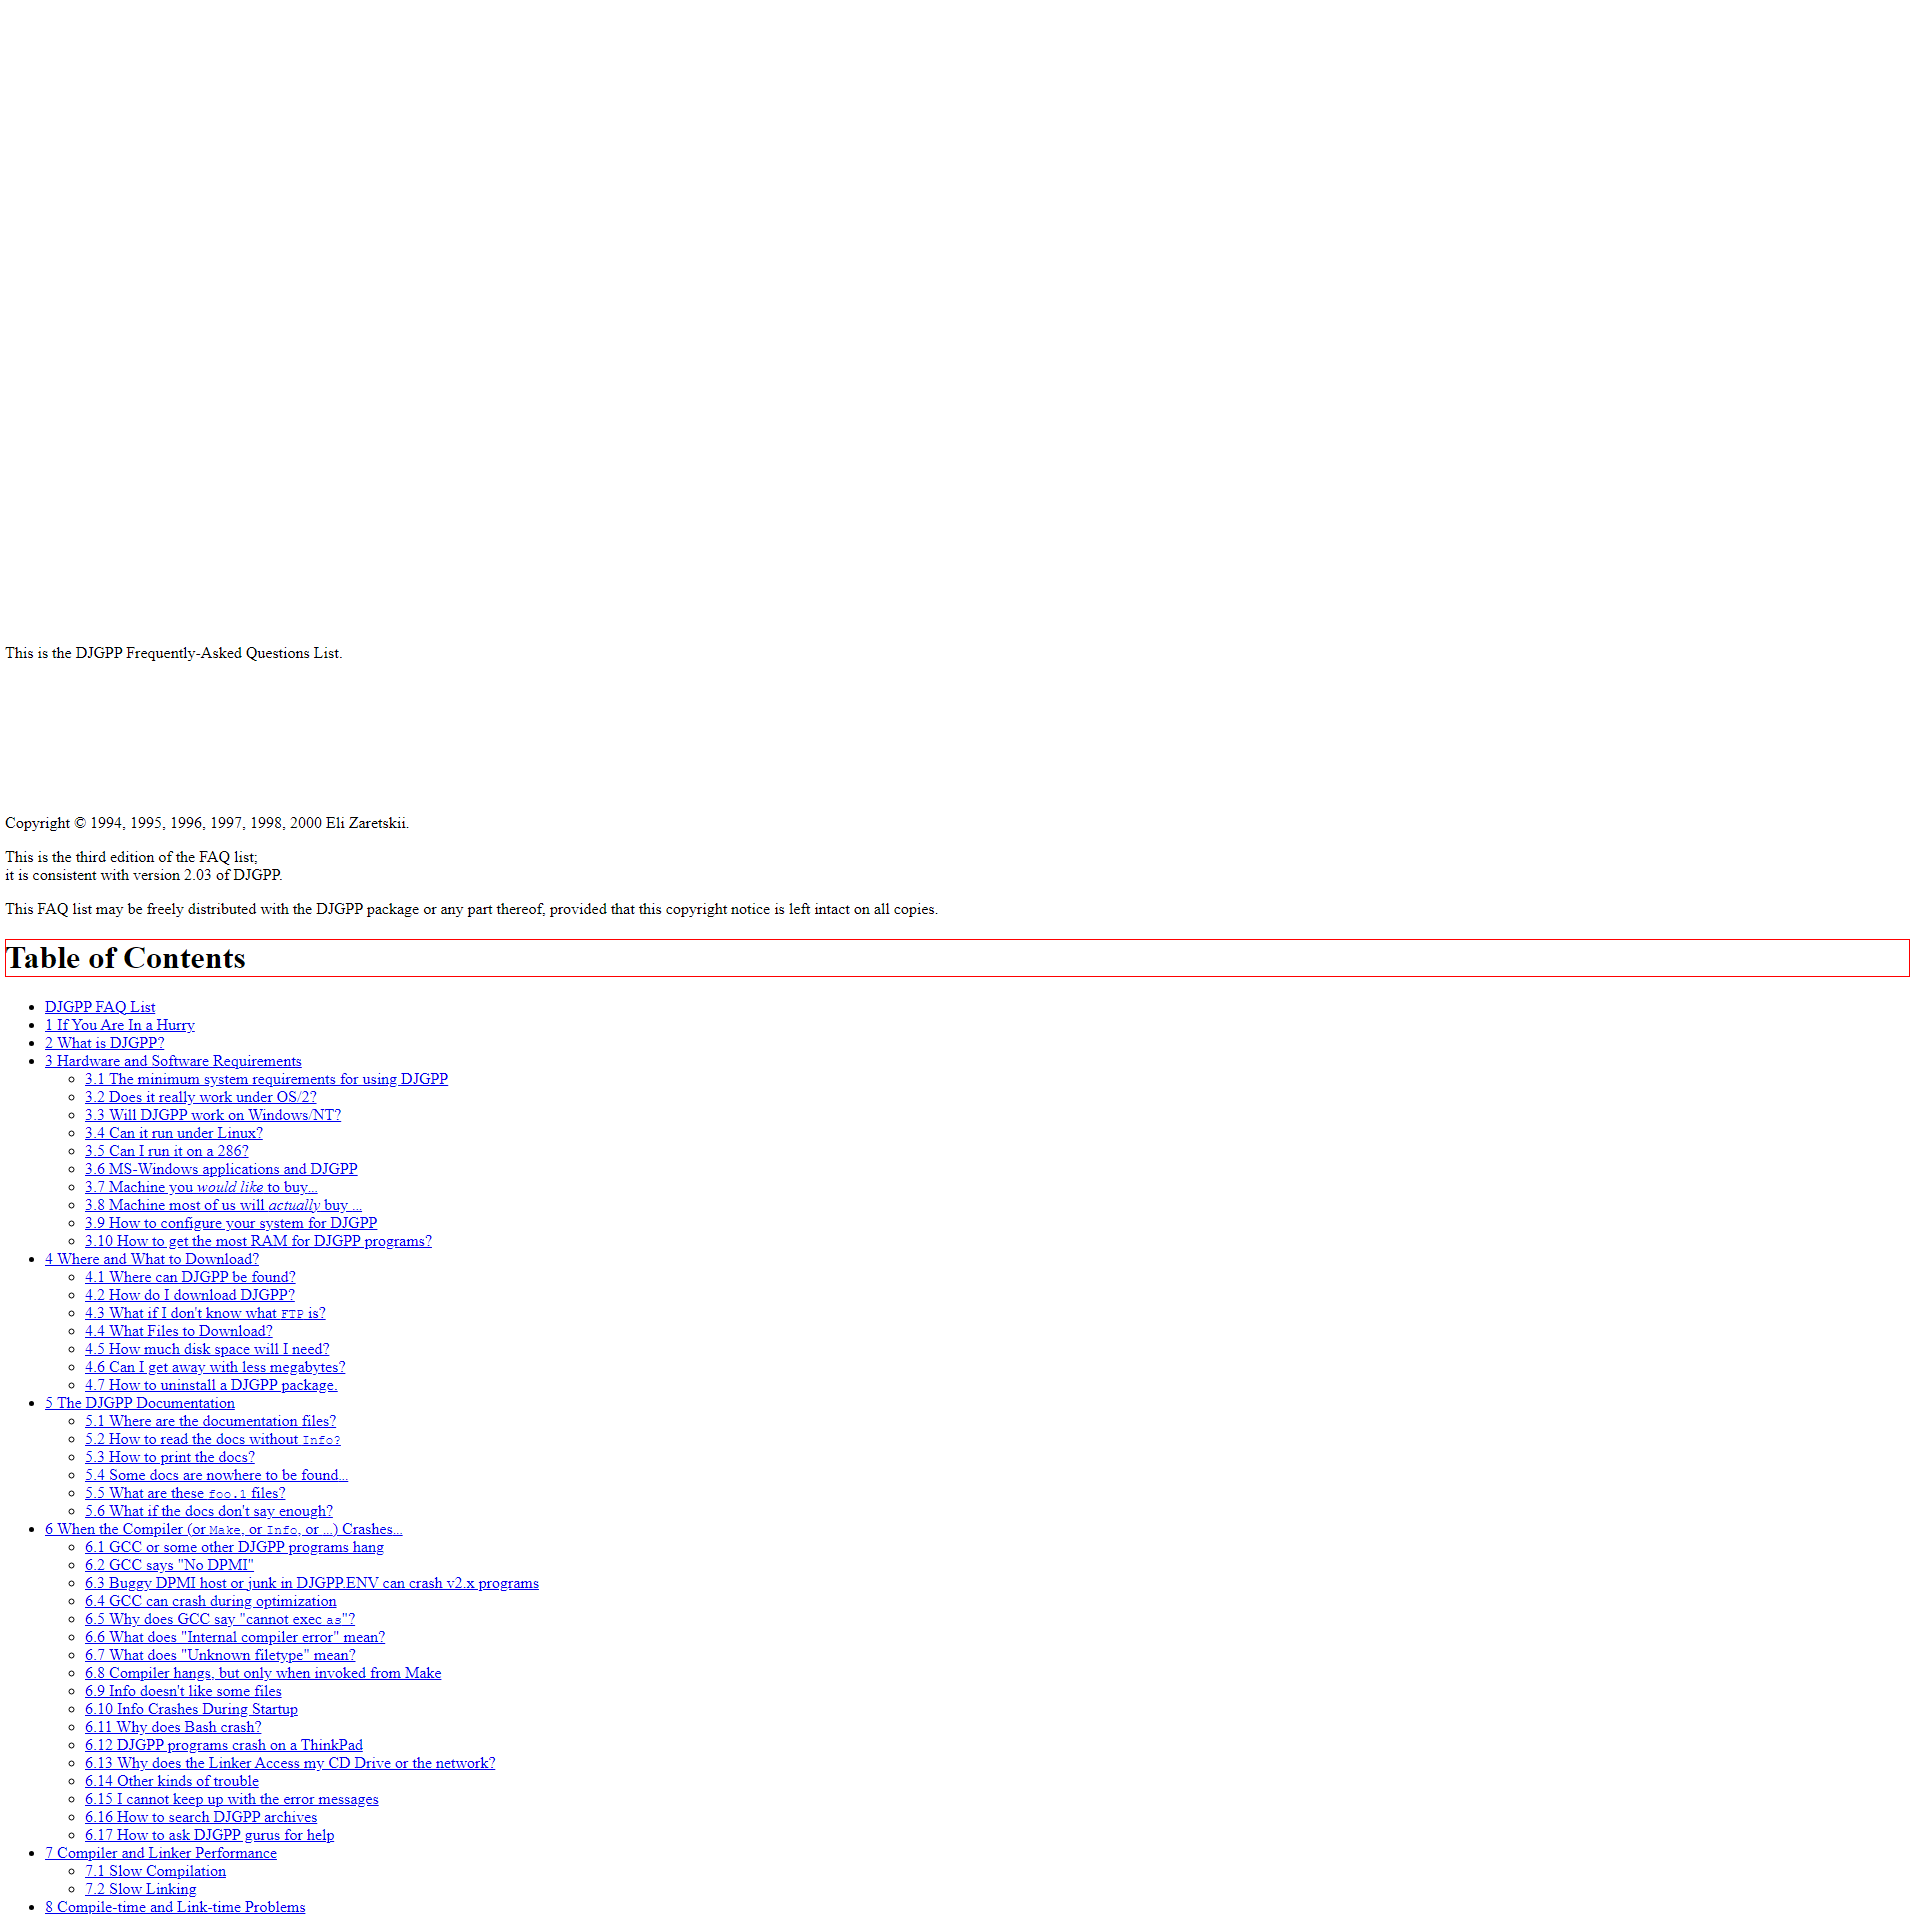 This is the DJGPP Frequently-Asked Questions List.
Copyright © 1994, 1995, 1996, 1997, 1998, 2000 Eli Zaretskii.
This is the third edition of the FAQ list;
it is consistent with version 2.03 of DJGPP.
This FAQ list may be freely distributed with the DJGPP package or any part thereof, provided that this copyright notice is left intact on all copies.
Table of Contents
DJGPP FAQ List
1 If You Are In a Hurry
2 What is DJGPP?
3 Hardware and Software Requirements
3.1 The minimum system requirements for using DJGPP
3.2 Does it really work under OS/2?
3.3 Will DJGPP work on Windows/NT?
3.4 Can it run under Linux?
3.5 Can I run it on a 286?
3.6 MS-Windows applications and DJGPP
3.7 Machine you would like to buy...
3.8 Machine most of us will actually buy ...
3.9 How to configure your system for DJGPP
3.10 How to get the most RAM for DJGPP programs?
4 Where and What to Download?
4.1 Where can DJGPP be found?
4.2 How do I download DJGPP?
4.3 What if I don't know what FTP is?
4.4 What Files to Download?
4.5 How much disk space will I need?
4.6 Can I get away with less megabytes?
4.7 How to uninstall a DJGPP package.
5 The DJGPP Documentation
5.1 Where are the documentation files?
5.2 How to read the docs without Info?
5.3 How to print the docs?
5.4 Some docs are nowhere to be found...
5.5 What are these foo.1 files?
5.6 What if the docs don't say enough?
6 When the Compiler (or Make, or Info, or ...) Crashes...
6.1 GCC or some other DJGPP programs hang
6.2 GCC says "No DPMI"
6.3 Buggy DPMI host or junk in DJGPP.ENV can crash v2.x programs
6.4 GCC can crash during optimization
6.5 Why does GCC say "cannot exec as"?
6.6 What does "Internal compiler error" mean?
6.7 What does "Unknown filetype" mean?
6.8 Compiler hangs, but only when invoked from Make
6.9 Info doesn't like some files
6.10 Info Crashes During Startup
6.11 Why does Bash crash?
6.12 DJGPP programs crash on a ThinkPad
6.13 Why does the Linker Access my CD Drive or the network?
6.14 Other kinds of trouble
6.15 I cannot keep up with the error messages
6.16 How to search DJGPP archives
6.17 How to ask DJGPP gurus for help
7 Compiler and Linker Performance
7.1 Slow Compilation
7.2 Slow Linking
8 Compile-time and Link-time Problems